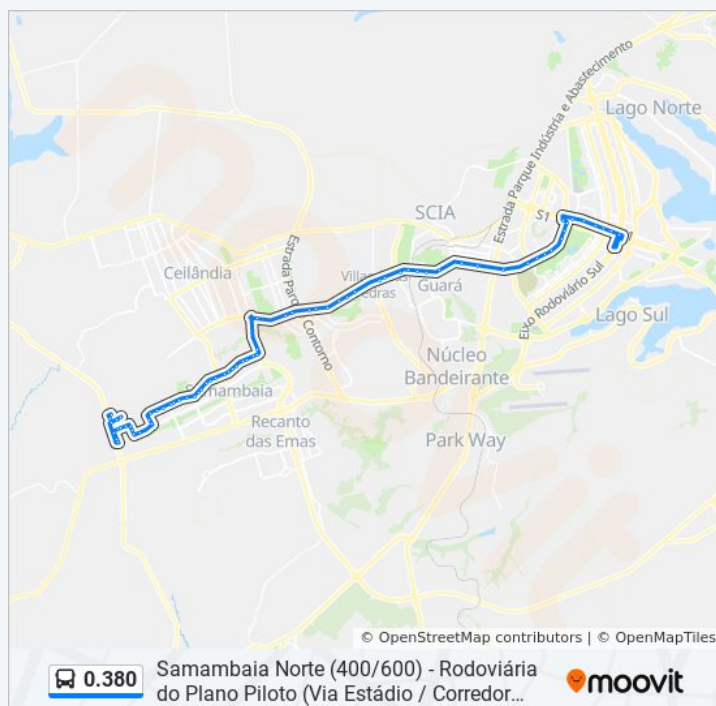 Estrada Parque Indústria e Abastecimento
Lago Norte
SCIA
S1
Ceilândia
Estrada Parque Contorno
Guará
Eixo Rodoviário Sul
Lago Sul
Núcleo
Bandeirante
Samambaia
Recanto
das Emas
Park Way
© OpenStreetMap contributors | © OpenMapTiles
0.380
Samambaia Norte (400/600) - Rodoviária
do Plano Piloto (Via Estádio / Corredor…
moovit